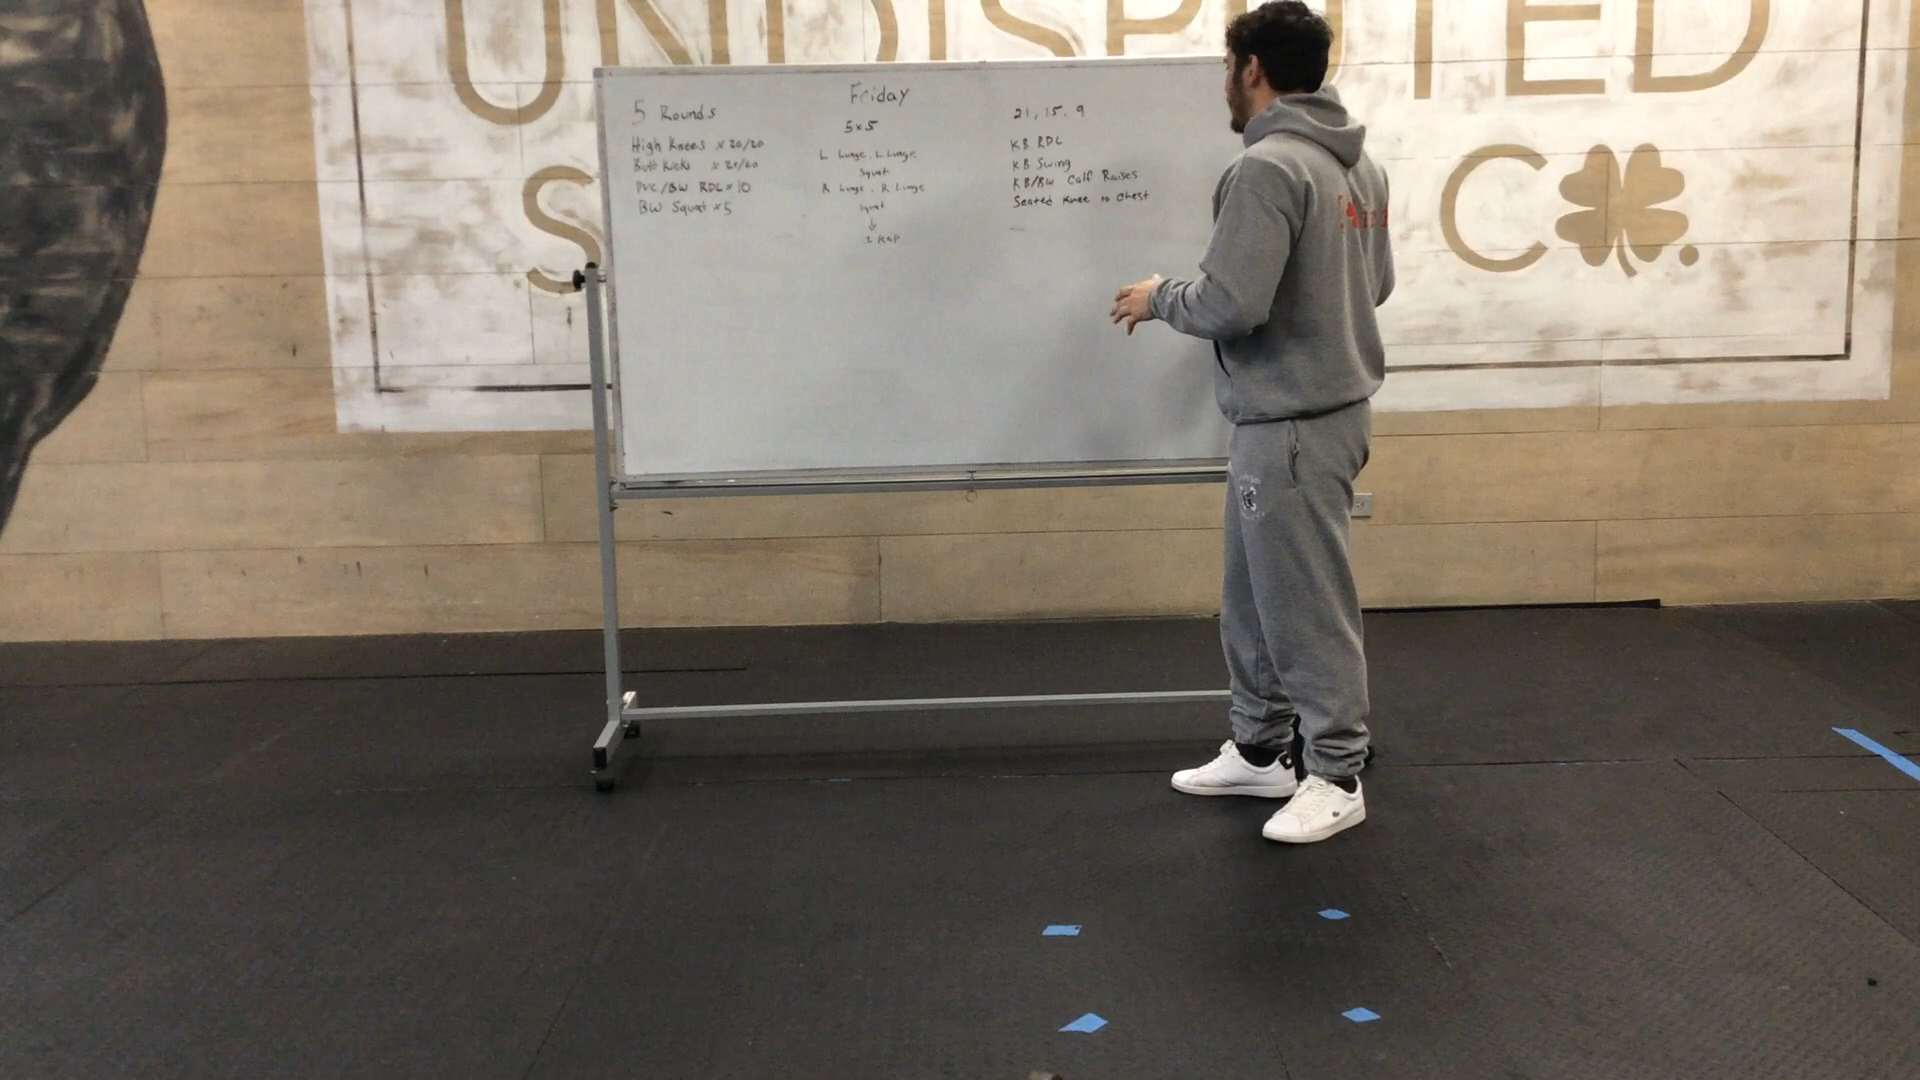 UNDISPUTED
S
C
Friday
5 Rounds
High Knees x 20/20
Butt Kicks x 20/20
PVC/BW RDL x 10
BW Squat x 5
5x5
L Lunge, L Lunge
Squat
R Lunge, R Lunge
Squat
1 Rep
21, 15, 9
KB RDL
KB Swing
KB/BW Calf Raises
Seated Knee to Chest